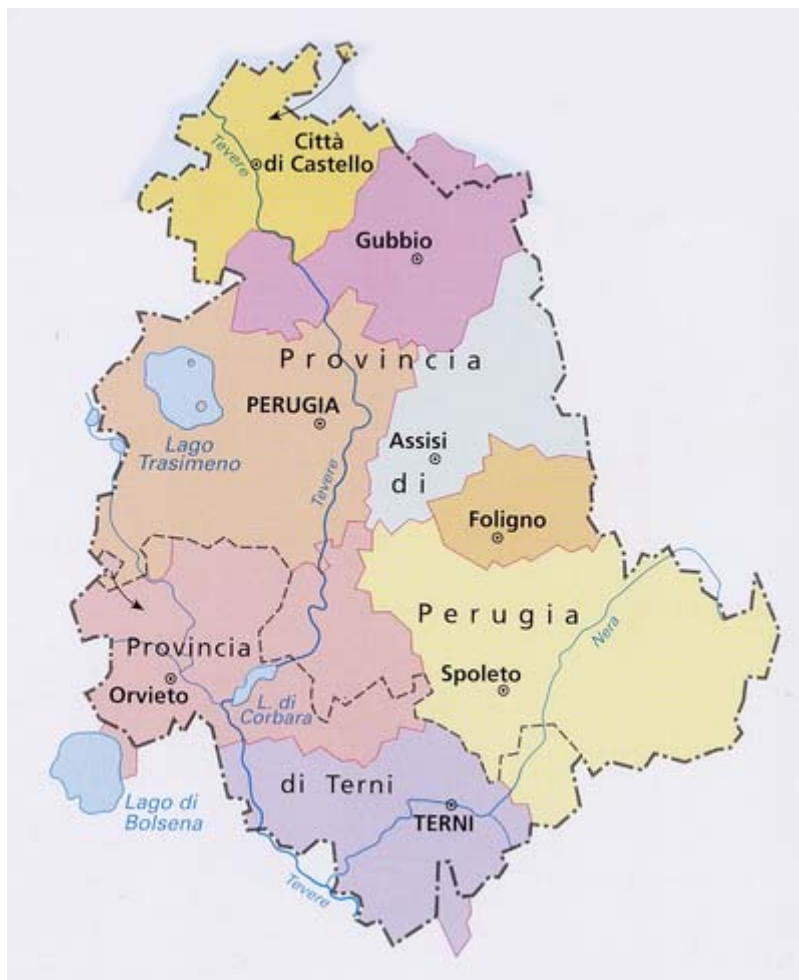 Tevere
Città
di Castello
Gubbio
Provincia
PERUGIA
Lago
Trasimeno
Assisi
di
Tevere
Foligno
Perugia
Nera
Provincia
Orvieto
L. di
Corbara
Spoleto
di Terni
Lago di
Bolsena
TERNI
Tevere